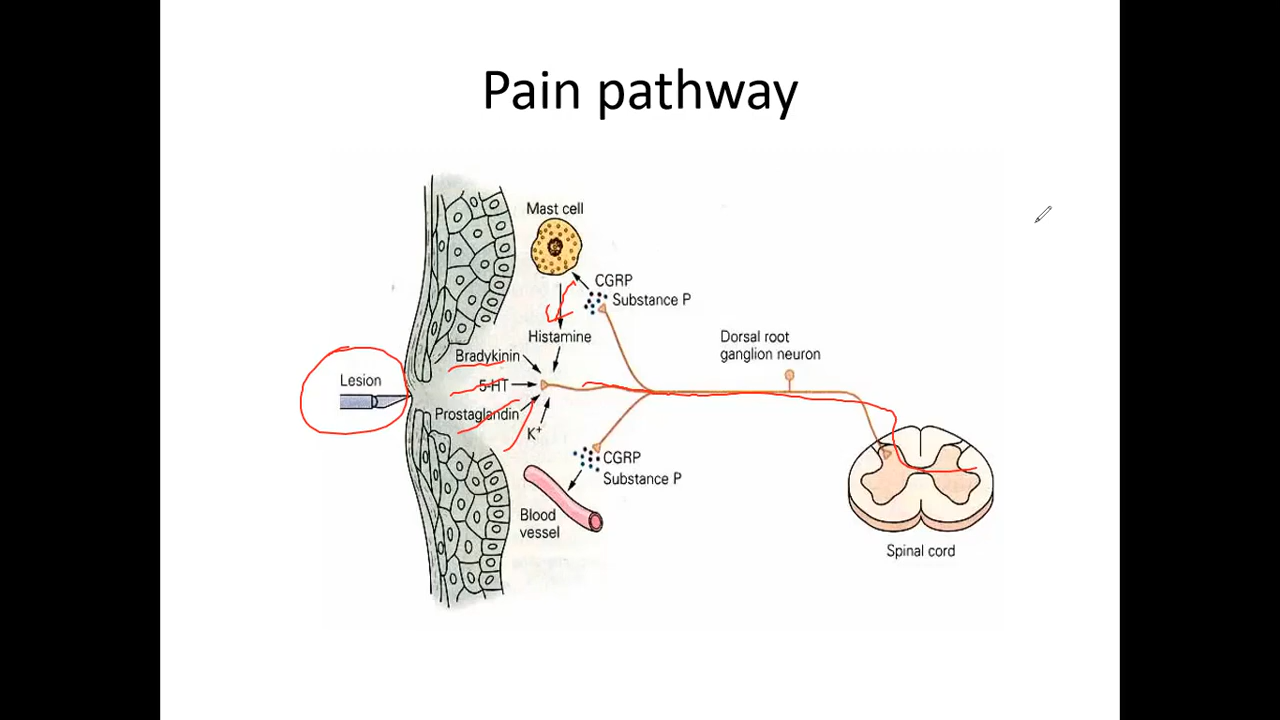 Pain pathway
Mast cell
CGRP
Substance P
Histamine
Dorsal root
ganglion neuron
Bradykinin
Lesion
5-HT
Prostaglandin
K+
CGRP
Substance P
Blood
vessel
Spinal cord